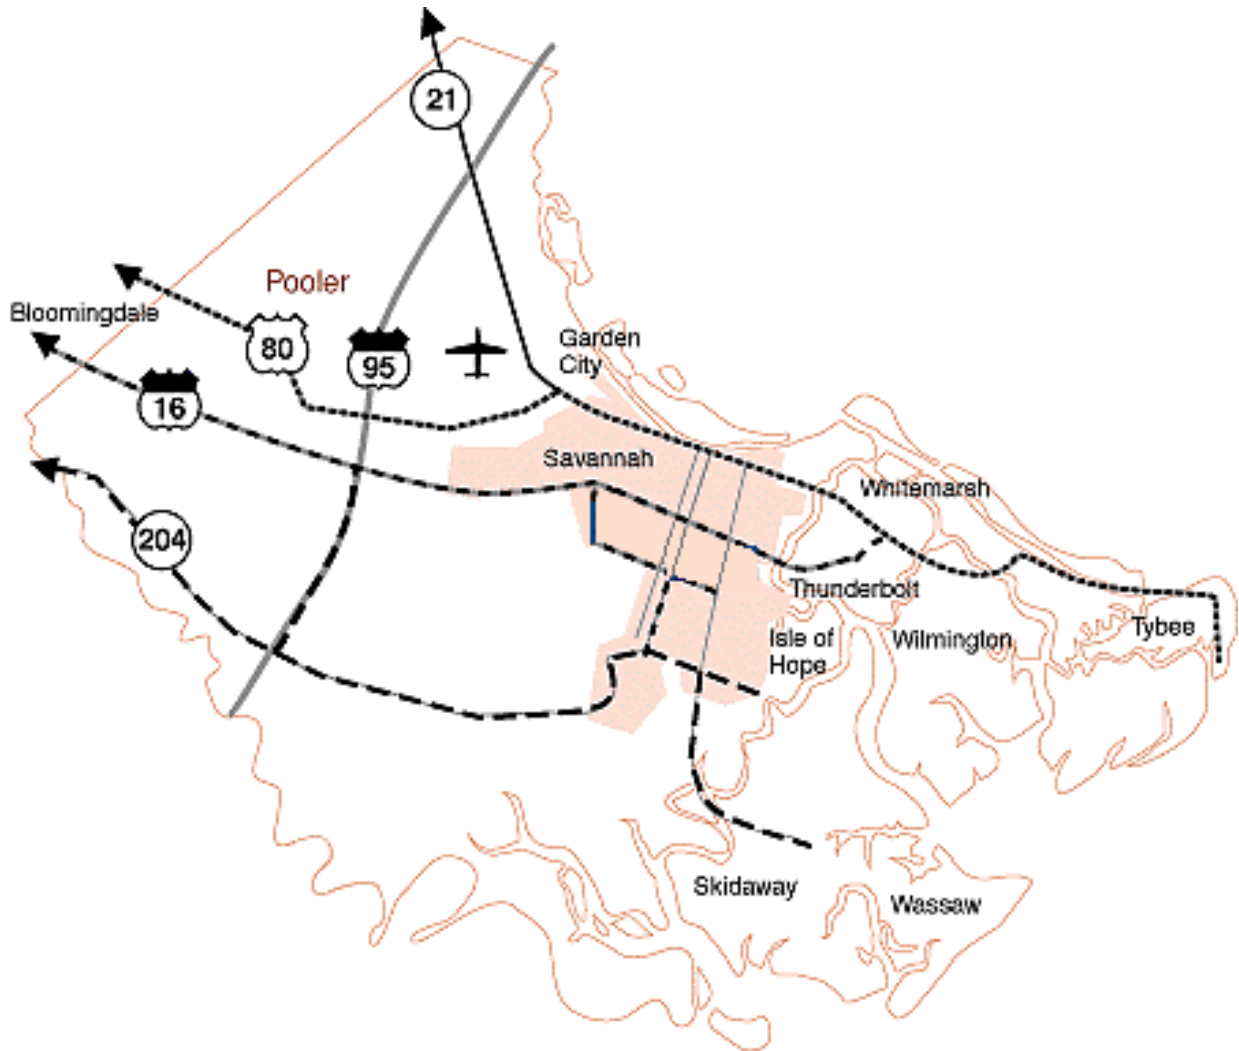 21
Pooler
Bloomingdale
80
95
16
Garden
City
Savannah
Whitemarsh
204
Thunderbolt
Isle of
Hope
Wilmington
Tybee
Skidaway
Wassaw